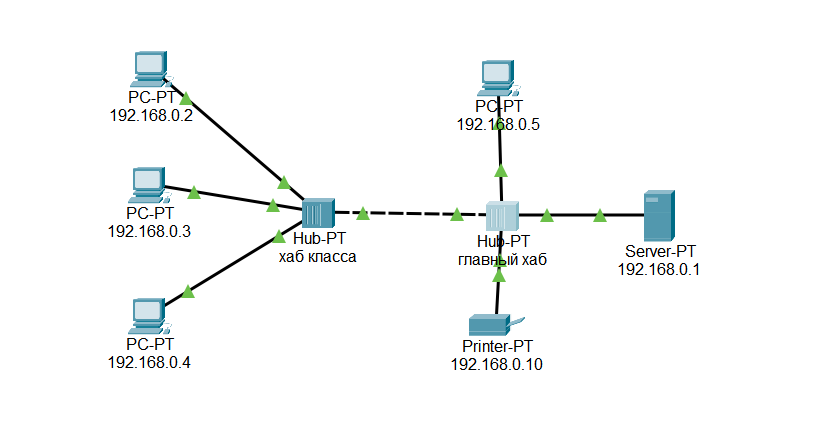 PC-PT
192.168.0.2
PC-PT
192.168.0.5
PC-PT
192.168.0.3
Hub-PT
хаб класса
Hub-PT
главный хаб
Server-PT
192.168.0.1
PC-PT
192.168.0.4
Printer-PT
192.168.0.10